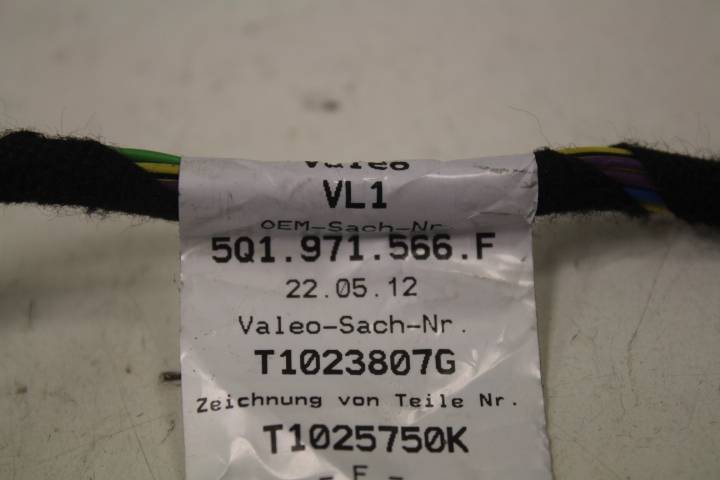 Valeo
VL1
OEM-Sach-Nr.
5Q1.971.566.F
22.05.12
Valeo-Sach-Nr.
T1023807G
Zeichnung von Teile Nr.
T1025750K